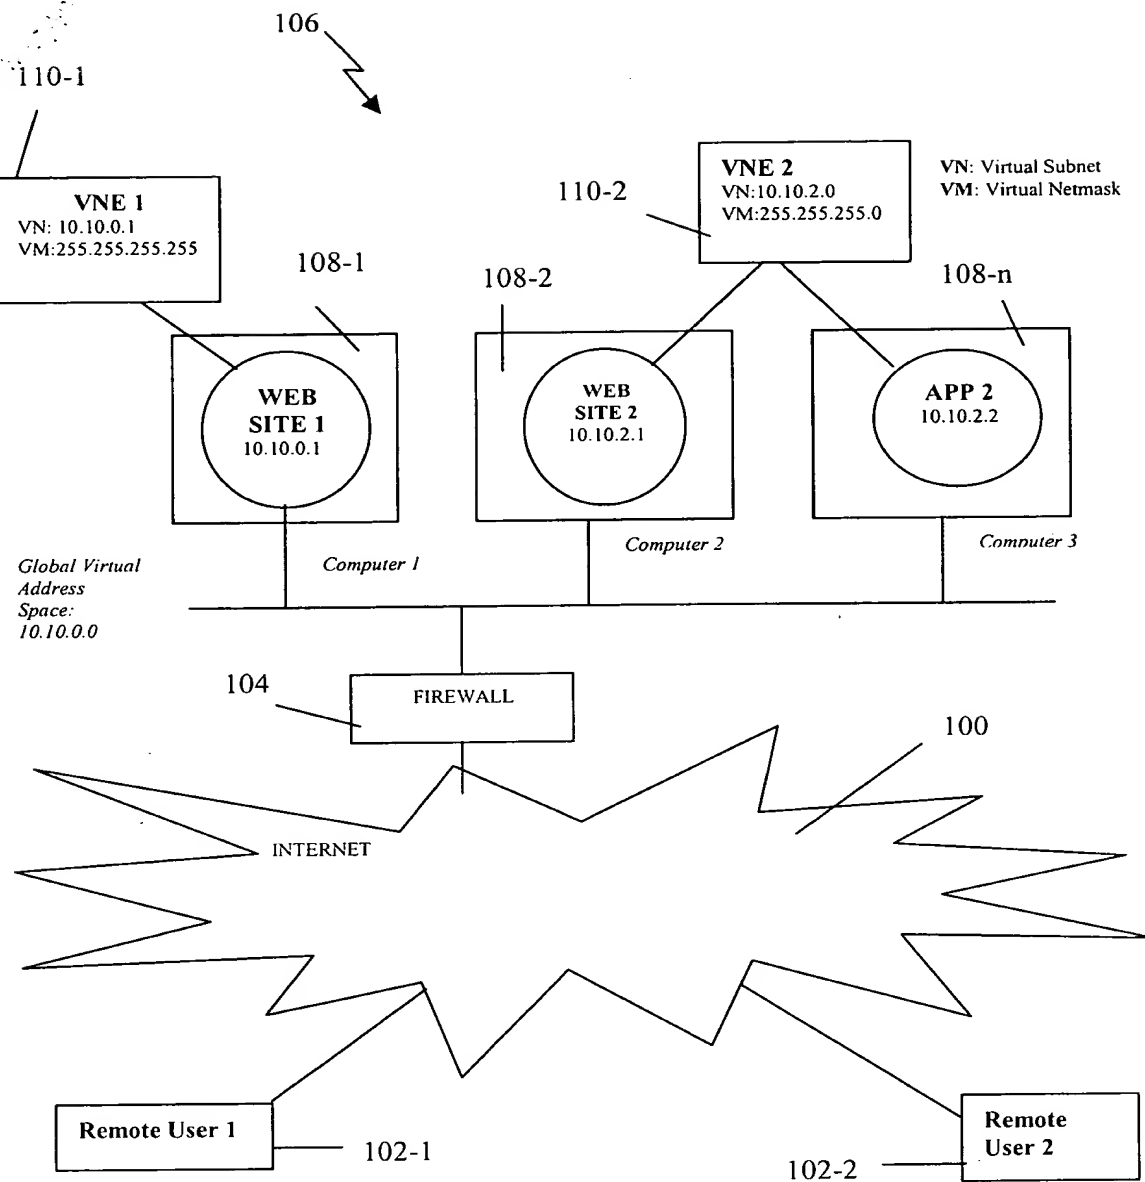 106
110-1
VNE 1
VN: 10.10.0.1
VM:255.255.255.255
VNE 2
VN:10.10.2.0
VM:255.255.255.0
VN: Virtual Subnet
VM: Virtual Netmask
110-2
108-1
108-2
108-n
WEB
SITE 1
10.10.0.1
WEB
SITE 2
10.10.2.1
APP 2
10.10.2.2
Computer 1
Computer 2
Computer 3
Global Virtual
Address
Space:
10.10.0.0
104
FIREWALL
100
INTERNET
Remote User 1
102-1
Remote
User 2
102-2